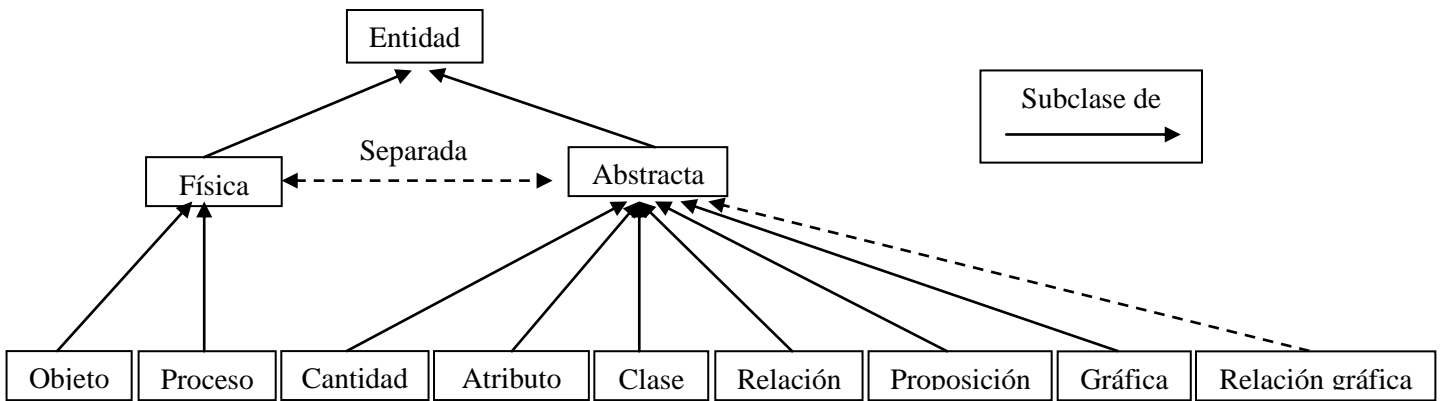 Entidad
Subclase de
Separada
Física
Abstracta
Objeto
Proceso
Cantidad
Atributo
Clase
Relación
Proposición
Gráfica
Relación gráfica